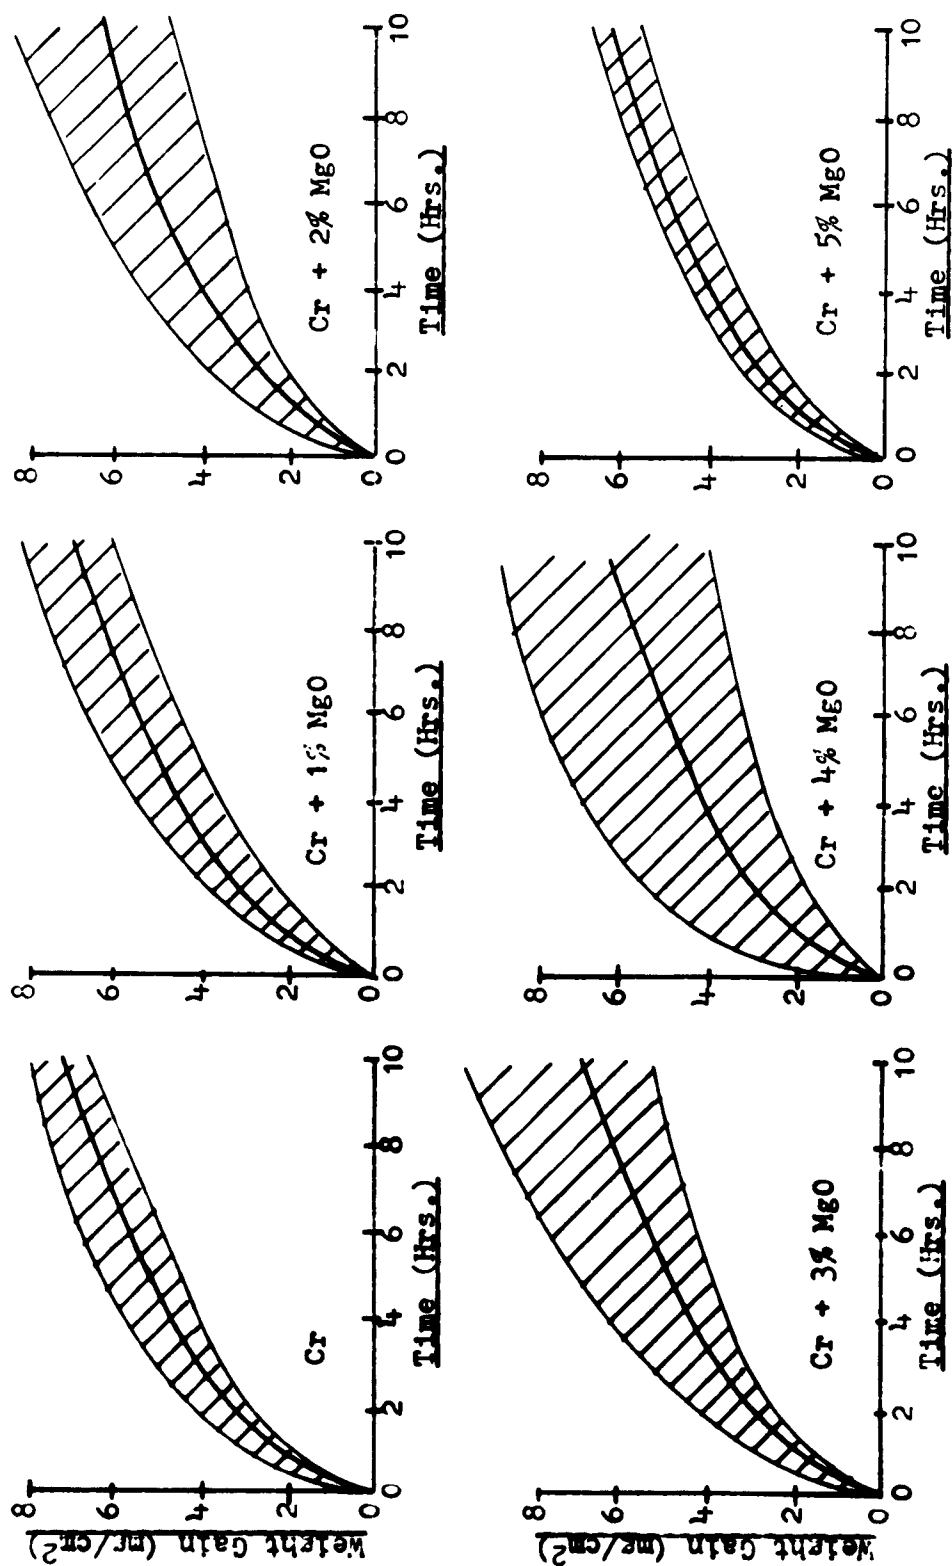 Weight Gain (mg/cm²)
8
6
4
2
0
0 2 4 6 8 10
Cr
Time (Hrs.)
8
6
4
2
0
0 2 4 6 8 10
Cr + 1% MgO
Time (Hrs.)
8
6
4
2
0
0 2 4 6 8 10
Cr + 2% MgO
Time (Hrs.)
Weight Gain (mg/cm²)
8
6
4
2
0
0 2 4 6 8 10
Cr + 3% MgO
Time (Hrs.)
8
6
4
2
0
0 2 4 6 8 10
Cr + 4% MgO
Time (Hrs.)
8
6
4
2
0
0 2 4 6 8 10
Cr + 5% MgO
Time (Hrs.)